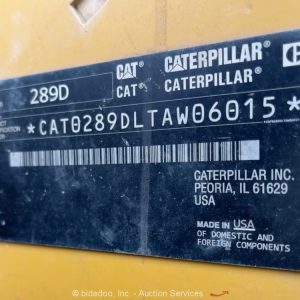 289D
CAT CATERPILLAR
CAT CATERPILLAR
*CAT0289DLTAW06015*
CATERPILLAR INC.
PEORIA, IL 61629
USA
MADE IN USA
OF DOMESTIC AND
FOREIGN COMPONENTS
© bidadoo, Inc. - Auction Services